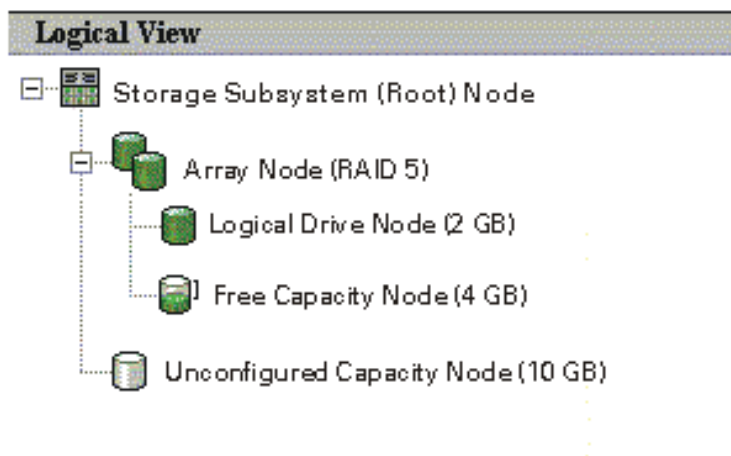 Logical View
Storage Subsystem (Root) Node
Array Node (RAID 5)
Logical Drive Node (2 GB)
Free Capacity Node (4 GB)
Unconfigured Capacity Node (10 GB)